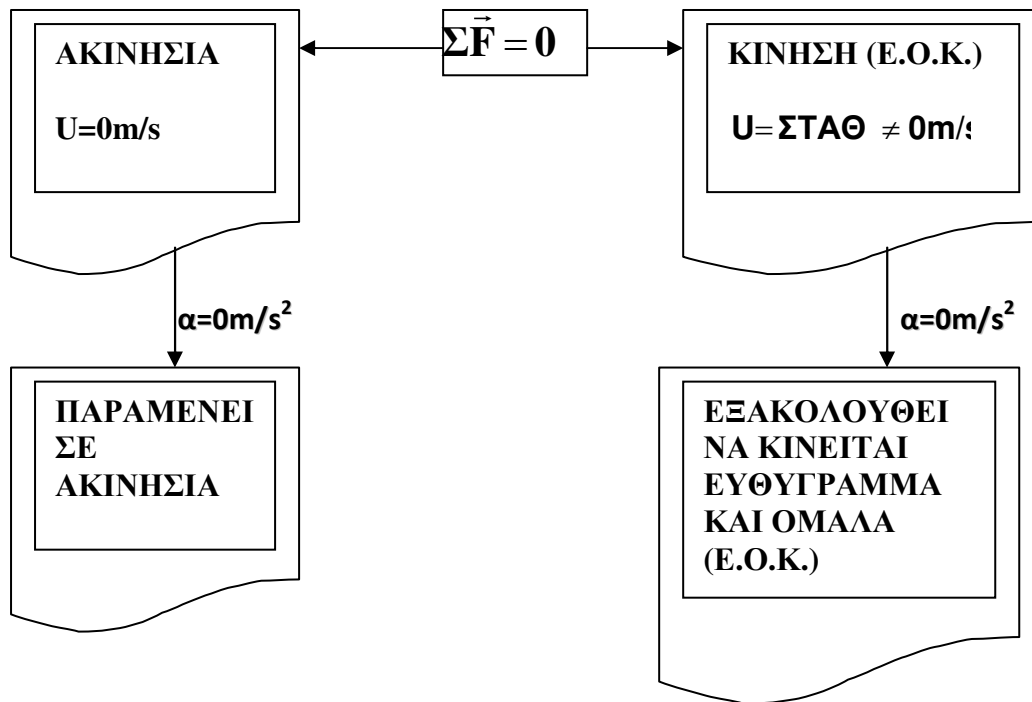 ΑΚΙΝΗΣΙΑ
U=0m/s
ΣF⃗ = 0
ΚΙΝΗΣΗ (Ε.Ο.Κ.)
U=ΣΤΑΘ ≠ 0m/s
α=0m/s²
α=0m/s²
ΠΑΡΑΜΕΝΕΙ
ΣΕ
ΑΚΙΝΗΣΙΑ
ΕΞΑΚΟΛΟΥΘΕΙ
ΝΑ ΚΙΝΕΙΤΑΙ
ΕΥΘΥΓΡΑΜΜΑ
ΚΑΙ ΟΜΑΛΑ
(Ε.Ο.Κ.)